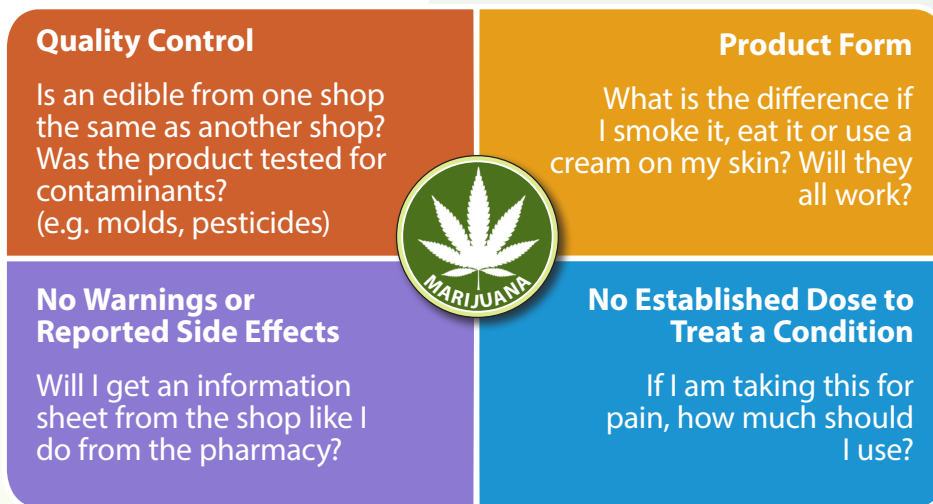 Quality Control
Is an edible from one shop
the same as another shop?
Was the product tested for
contaminants?
(e.g. molds, pesticides)
Product Form
What is the difference if
I smoke it, eat it or use a
cream on my skin? Will they
all work?
MARIJUANA
No Warnings or
Reported Side Effects
Will I get an information
sheet from the shop like I
do from the pharmacy?
No Established Dose to
Treat a Condition
If I am taking this for
pain, how much should
I use?